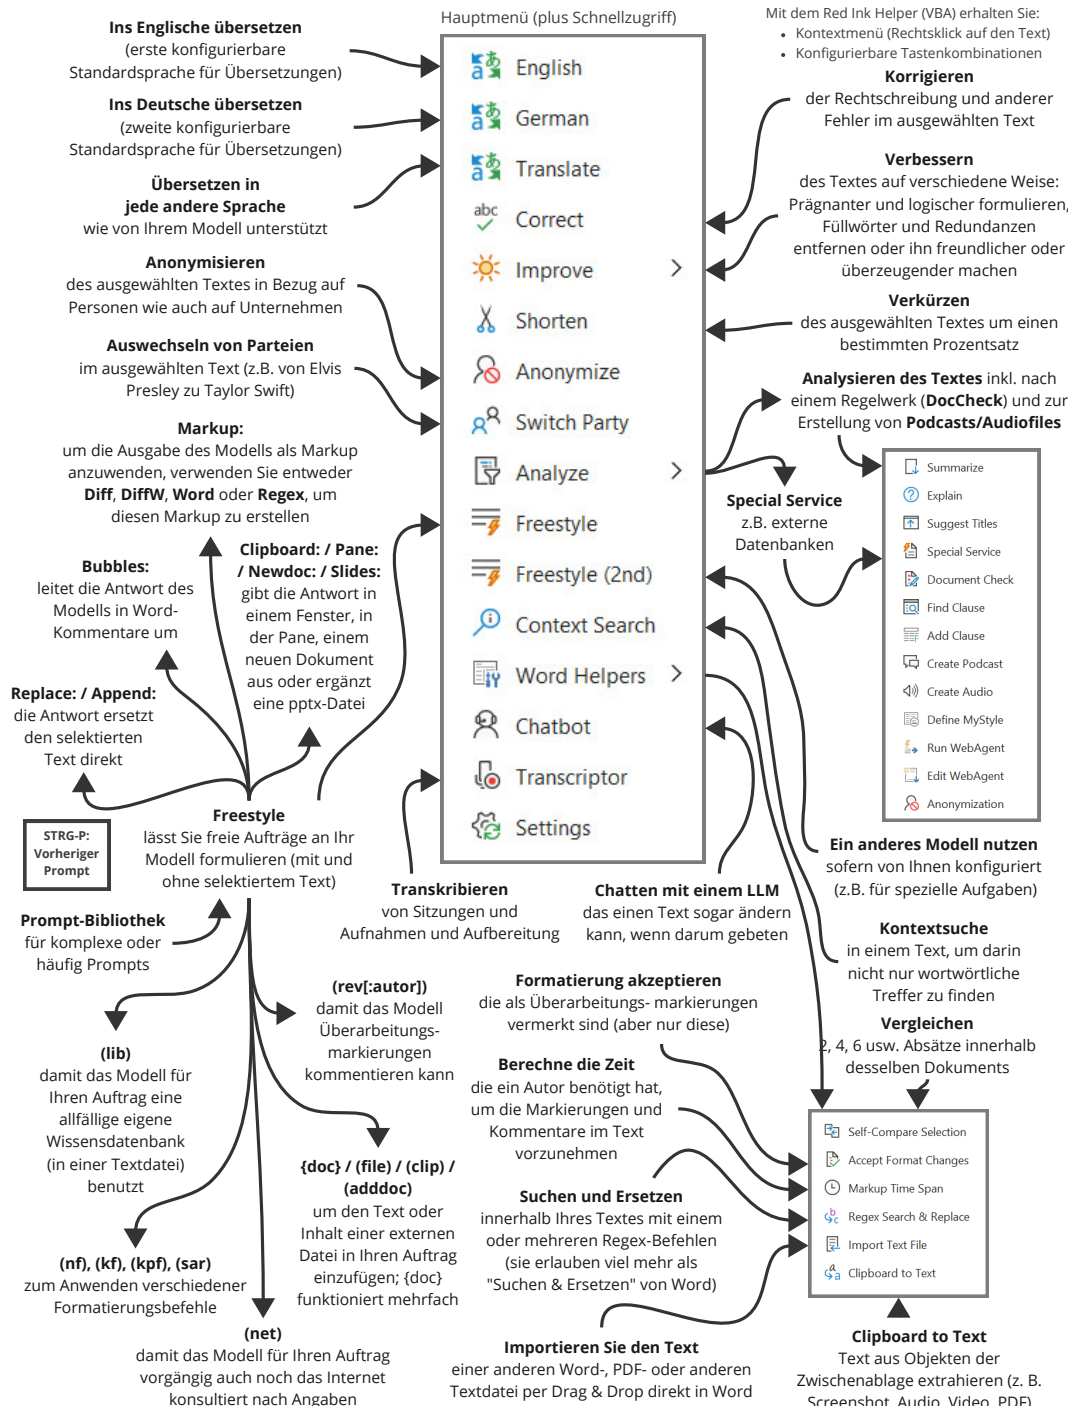 Hauptmenü (plus Schnellzugriff)
Mit dem Red Ink Helper (VBA) erhalten Sie:
• Kontextmenü (Rechtsklick auf den Text)
• Konfigurierbare Tastenkombinationen
Ins Englische übersetzen
(erste konfigurierbare
Standardsprache für Übersetzungen)
Ins Deutsche übersetzen
(zweite konfigurierbare
Standardsprache für Übersetzungen)
Übersetzen in
jede andere Sprache
wie von Ihrem Modell unterstützt
Anonymisieren
des ausgewählten Textes in Bezug auf
Personen wie auch auf Unternehmen
Auswechseln von Parteien
im ausgewählten Text (z.B. von Elvis
Presley zu Taylor Swift)
Markup:
um die Ausgabe des Modells als Markup
anzuwenden, verwenden Sie entweder
Diff, DiffW, Word oder Regex, um
diesen Markup zu erstellen
Bubbles:
leitet die Antwort des
Modells in Word-
Kommentare um
Clipboard: / Pane:
/ Newdoc: / Slides:
gibt die Antwort in
einem Fenster, in
der Pane, einem
neuen Dokument
aus oder ergänzt
eine pptx-Datei
Replace: / Append:
die Antwort ersetzt
den selektierten
Text direkt
STRG-P:
Vorheriger
Prompt
Freestyle
lässt Sie freie Aufträge an Ihr
Modell formulieren (mit und
ohne selektiertem Text)
Prompt-Bibliothek
für komplexe oder
häufig Prompts
English
German
Translate
abc
Correct
Improve
Shorten
Anonymize
Switch Party
Analyze
Freestyle
Freestyle (2nd)
Context Search
Word Helpers
Chatbot
Transcriptor
Settings
Korrigieren
der Rechtschreibung und anderer
Fehler im ausgewählten Text
Verbessern
des Textes auf verschiedene Weise:
Prägnanter und logischer formulieren,
Füllwörter und Redundanzen
entfernen oder ihn freundlicher oder
überzeugender machen
Verkürzen
des ausgewählten Textes um einen
bestimmten Prozentsatz
Analysieren des Textes inkl. nach
einem Regelwerk (DocCheck) und zur
Erstellung von Podcasts/Audiofiles
Special Service
z.B. externe
Datenbanken
Summarize
Explain
Suggest Titles
Special Service
Document Check
Find Clause
Add Clause
Create Podcast
Create Audio
Define MyStyle
Run WebAgent
Edit WebAgent
Anonymization
Ein anderes Modell nutzen
sofern von Ihnen konfiguriert
(z.B. für spezielle Aufgaben)
Transkribieren
von Sitzungen und
Aufnahmen und Aufbereitung
Chatten mit einem LLM
das einen Text sogar ändern
kann, wenn darum gebeten
Kontextsuche
in einem Text, um darin
nicht nur wortwörtliche
Treffer zu finden
(lib)
damit das Modell für
Ihren Auftrag eine
allfällige eigene
Wissensdatenbank
(in einer Textdatei)
benutzt
(rev[:autor])
damit das Modell
Überarbeitungs-
markierungen
kommentieren kann
{doc} / (file) / (clip) /
(adddoc)
um den Text oder
Inhalt einer externen
Datei in Ihren Auftrag
einzufügen; {doc}
funktioniert mehrfach
(nf), (kf), (kpf), (sar)
zum Anwenden verschiedener
Formatierungsbefehle
(net)
damit das Modell für Ihren Auftrag
vorgängig auch noch das Internet
konsultiert nach Angaben
Formatierung akzeptieren
die als Überarbeitungs- markierungen
vermerkt sind (aber nur diese)
Berechne die Zeit
die ein Autor benötigt hat,
um die Markierungen und
Kommentare im Text
vorzunehmen
Suchen und Ersetzen
innerhalb Ihres Textes mit einem
oder mehreren Regex-Befehlen
(sie erlauben viel mehr als
"Suchen & Ersetzen" von Word)
Importieren Sie den Text
einer anderen Word-, PDF- oder anderen
Textdatei per Drag & Drop direkt in Word
Vergleichen
2, 4, 6 usw. Absätze innerhalb
desselben Dokuments
Self-Compare Selection
Accept Format Changes
Markup Time Span
Regex Search & Replace
Import Text File
Clipboard to Text
Clipboard to Text
Text aus Objekten der
Zwischenablage extrahieren (z. B.
Screenshot, Audio, Video, PDF)